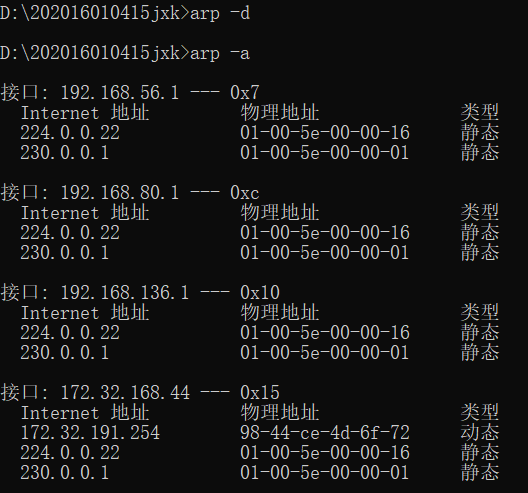 D:\202016010415jxk>arp -d
D:\202016010415jxk>arp -a
接口: 192.168.56.1 --- 0x7
Internet 地址 物理地址 类型
224.0.0.22 01-00-5e-00-00-16 静态
230.0.0.1 01-00-5e-00-00-01 静态
接口: 192.168.80.1 --- 0xc
Internet 地址 物理地址 类型
224.0.0.22 01-00-5e-00-00-16 静态
230.0.0.1 01-00-5e-00-00-01 静态
接口: 192.168.136.1 --- 0x10
Internet 地址 物理地址 类型
224.0.0.22 01-00-5e-00-00-16 静态
230.0.0.1 01-00-5e-00-00-01 静态
接口: 172.32.168.44 --- 0x15
Internet 地址 物理地址 类型
172.32.191.254 98-44-ce-4d-6f-72 动态
224.0.0.22 01-00-5e-00-00-16 静态
230.0.0.1 01-00-5e-00-00-01 静态